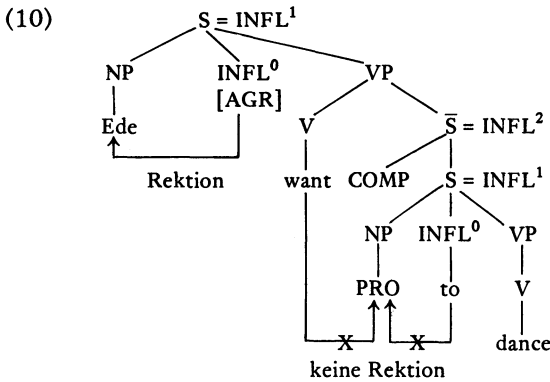 (10) S = INFL¹
NP INFL⁰ VP
[AGR]
Ede V S̅ = INFL²
Rektion want COMP S = INFL¹
NP INFL⁰ VP
PRO to V
X X dance
keine Rektion